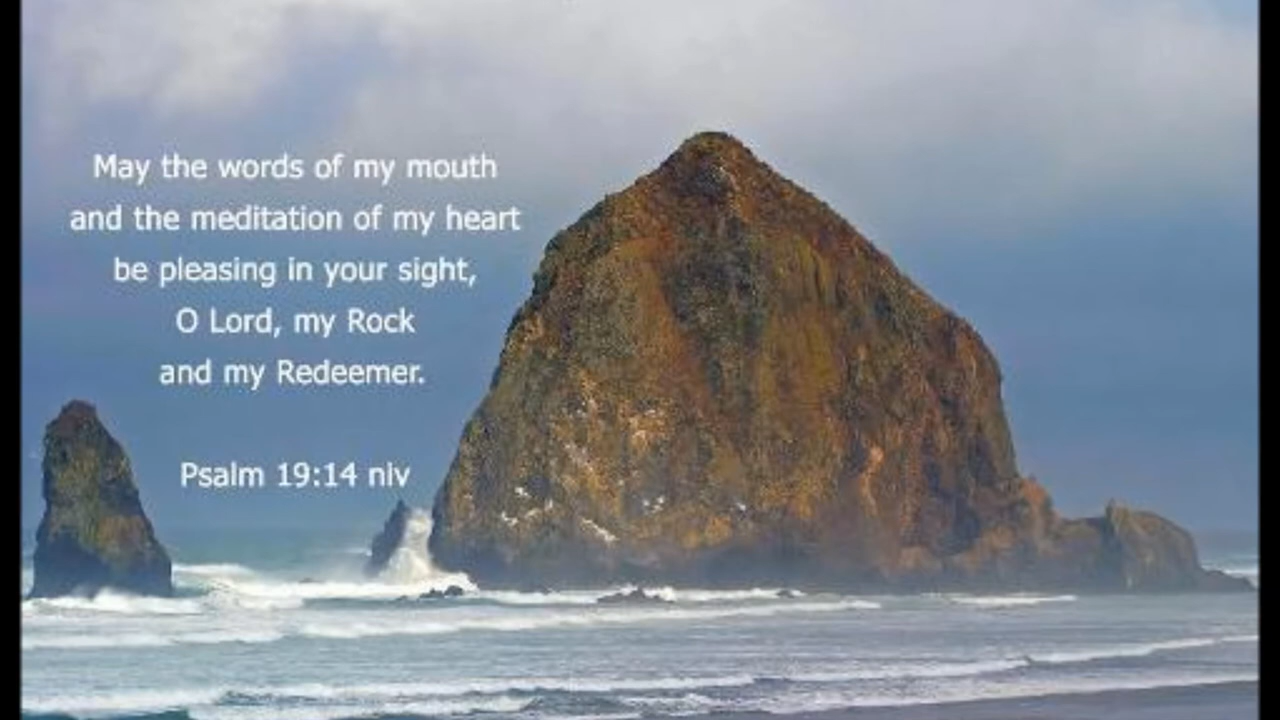 May the words of my mouth
and the meditation of my heart
be pleasing in your sight,
O Lord, my Rock
and my Redeemer.
Psalm 19:14 niv